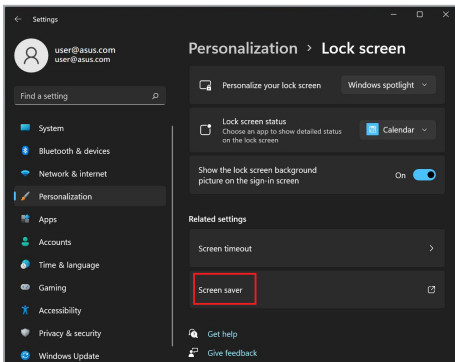 Settings
user@asus.com
user@asus.com
Find a setting
System
Bluetooth & devices
Network & internet
Personalization
Apps
Accounts
Time & language
Gaming
Accessibility
Privacy & security
Windows Update
Personalization > Lock screen
Personalize your lock screen
Windows spotlight
Lock screen status
Choose an app to show detailed status
on the lock screen
Calendar
Show the lock screen background
picture on the sign-in screen
On
Related settings
Screen timeout
Screen saver
Get help
Give feedback